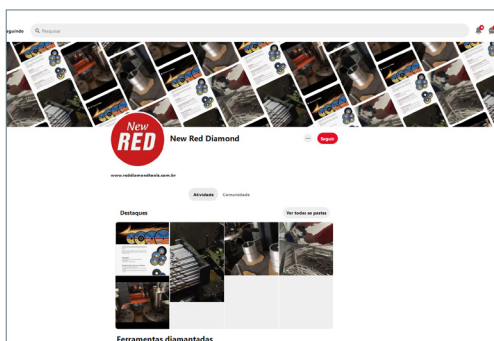 eguindo
Pesquisar
New
RED
New Red Diamond
Seguir
www.reddiamondtools.com.br
Atividade
Comunidade
Destaques
Ver todas as pastas
Ferramentas diamantadas